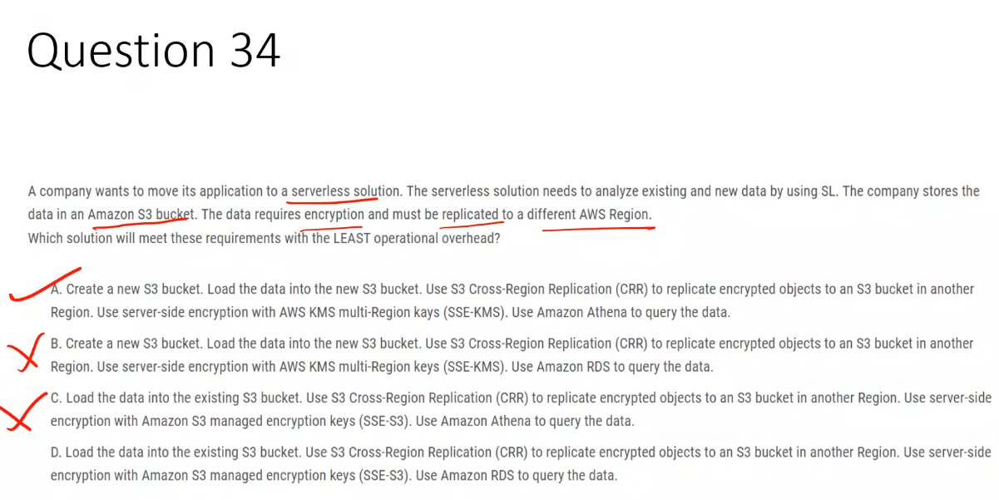 Question 34
A company wants to move its application to a serverless solution. The serverless solution needs to analyze existing and new data by using SL. The company stores the
data in an Amazon S3 bucket. The data requires encryption and must be replicated to a different AWS Region.
Which solution will meet these requirements with the LEAST operational overhead?
A. Create a new S3 bucket. Load the data into the new S3 bucket. Use S3 Cross-Region Replication (CRR) to replicate encrypted objects to an S3 bucket in another
Region. Use server-side encryption with AWS KMS multi-Region kays (SSE-KMS). Use Amazon Athena to query the data.
B. Create a new S3 bucket. Load the data into the new S3 bucket. Use S3 Cross-Region Replication (CRR) to replicate encrypted objects to an S3 bucket in another
Region. Use server-side encryption with AWS KMS multi-Region keys (SSE-KMS). Use Amazon RDS to query the data.
C. Load the data into the existing S3 bucket. Use S3 Cross-Region Replication (CRR) to replicate encrypted objects to an S3 bucket in another Region. Use server-side
encryption with Amazon S3 managed encryption keys (SSE-S3). Use Amazon Athena to query the data.
D. Load the data into the existing S3 bucket. Use S3 Cross-Region Replication (CRR) to replicate encrypted objects to an S3 bucket in another Region. Use server-side
encryption with Amazon S3 managed encryption keys (SSE-S3). Use Amazon RDS to query the data.